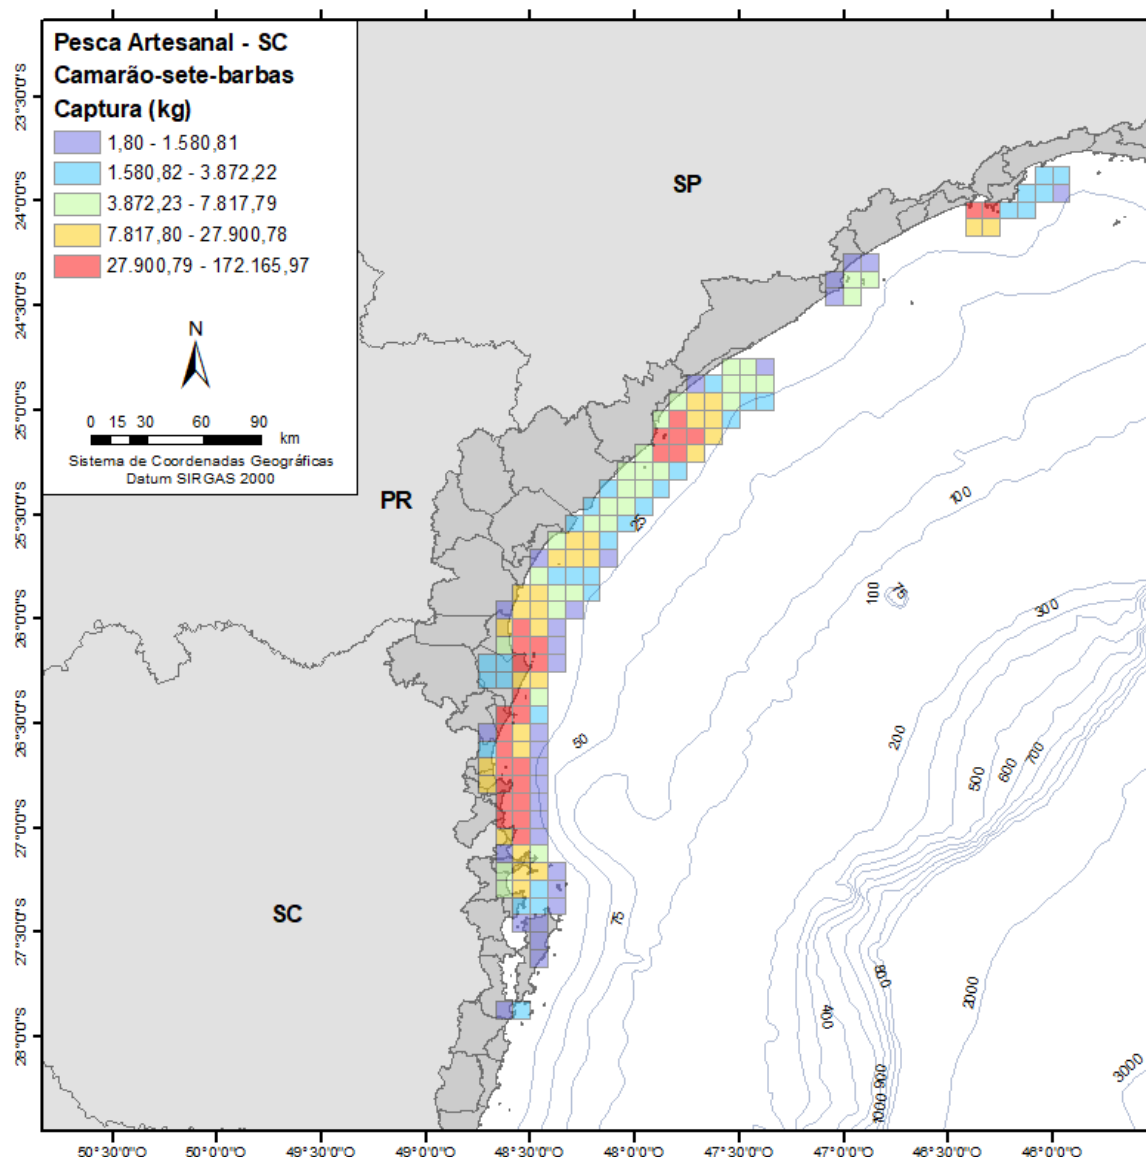 Pesca Artesanal - SC
Camarão-sete-barbas
Captura (kg)
1,80 - 1.580,81
1.580,82 - 3.872,22
3.872,23 - 7.817,79
7.817,80 - 27.900,78
27.900,79 - 172.165,97
N
0 15 30 60 90
km
Sistema de Coordenadas Geográficas
Datum SIRGAS 2000
SP
PR
SC
23°30'0"S
24°0'0"S
24°30'0"S
25°0'0"S
25°30'0"S
26°0'0"S
26°30'0"S
27°0'0"S
27°30'0"S
28°0'0"S
25
100
100
75
300
200
50
500
600
700
75
800
400
2000
900
1000
3000
50°30'0"O
50°0'0"O
49°30'0"O
49°0'0"O
48°30'0"O
48°0'0"O
47°30'0"O
47°0'0"O
46°30'0"O
46°0'0"O